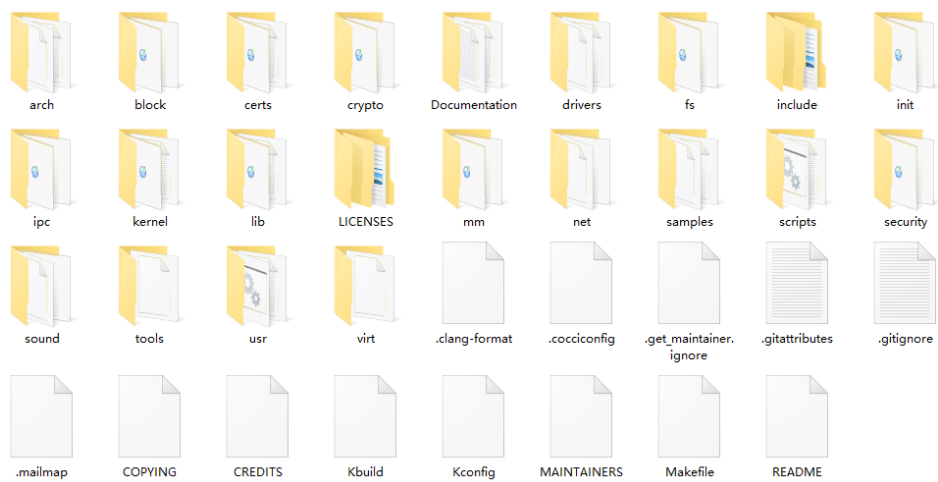 arch block certs crypto Documentation drivers fs include init
ipc kernel lib LICENSES mm net samples scripts security
sound tools usr virt .clang-format .cocciconfig .get_maintainer. .gitattributes .gitignore
ignore
.mailmap COPYING CREDITS Kbuild Kconfig MAINTAINERS Makefile README